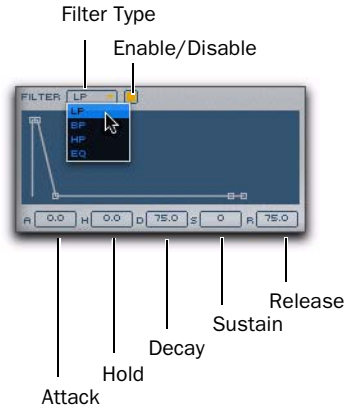 Filter Type
Enable/Disable
FILTER LP
LP
BP
HP
EQ
A 0.0 H 0.0 D 75.0 S 0 R 75.0
Release
Sustain
Decay
Hold
Attack